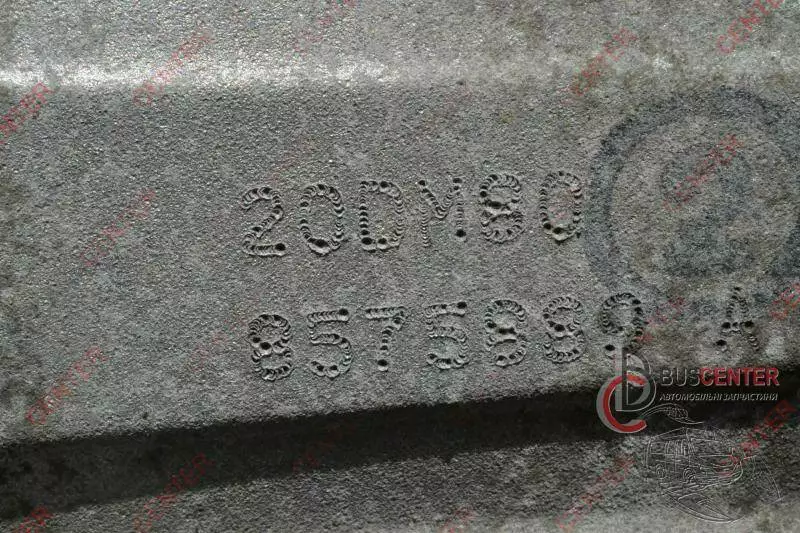 20DM80
8575889 A
BUSCENTER
АВТОМОБІЛЬНІ ЗАПЧАСТИНИ